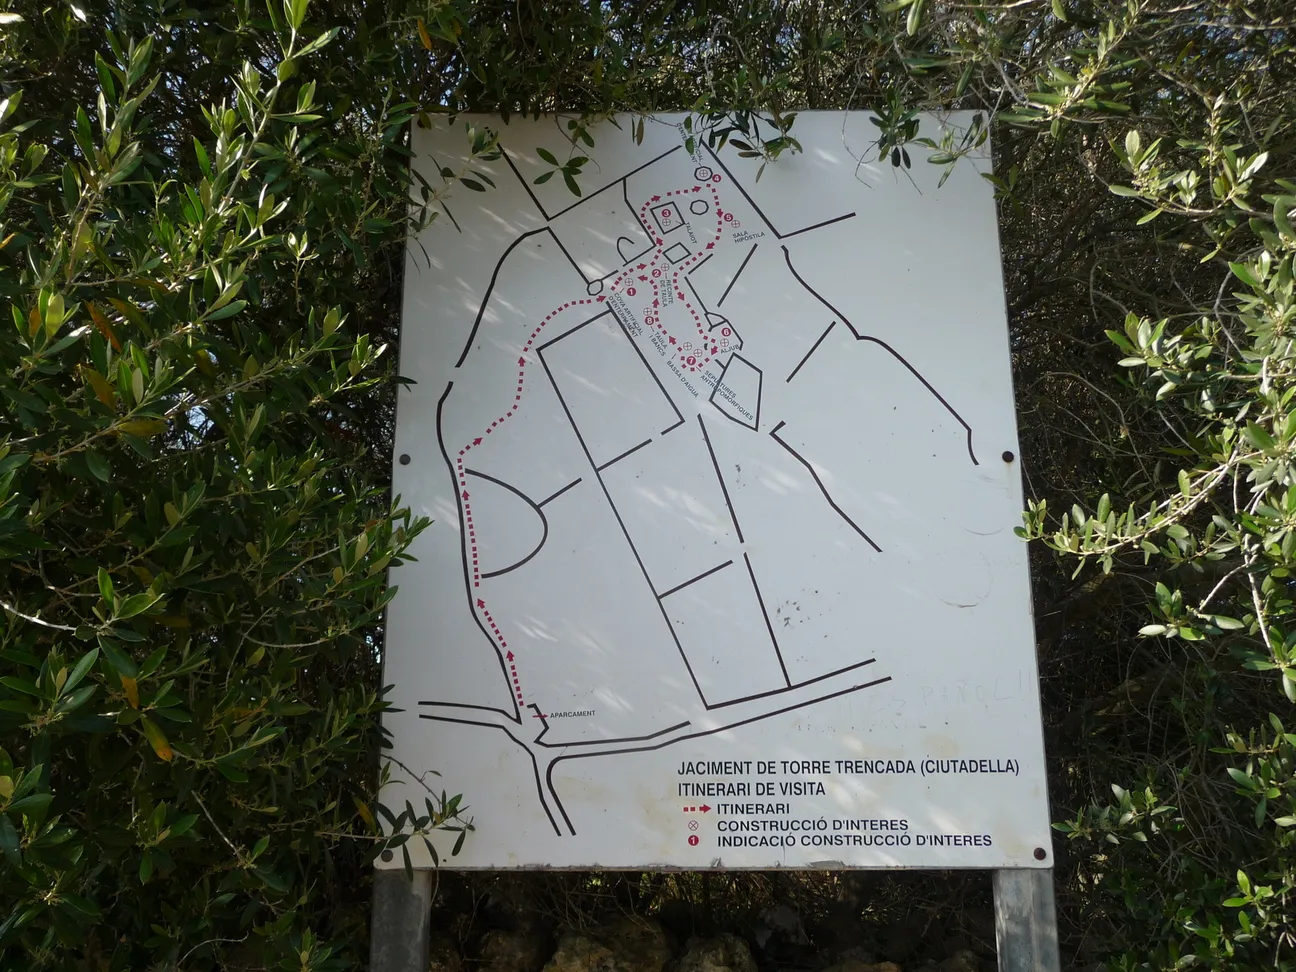 4
3
TALAIOT
5
SALA
HIPOSTILA
2
RECINTE
DE TAULA
1
COVA ARTIFICIAL
D'ENTERRAMENT
8
TAULA
I BANCS
6
ALJUB
7
BASSA D'AIGUA
SEPULTURES
ANTROPOMORFIQUES
APARCAMENT
JACIMENT DE TORRE TRENCADA (CIUTADELLA)
ITINERARI DE VISITA
ITINERARI
CONSTRUCCIÓ D'INTERES
1 INDICACIÓ CONSTRUCCIÓ D'INTERES